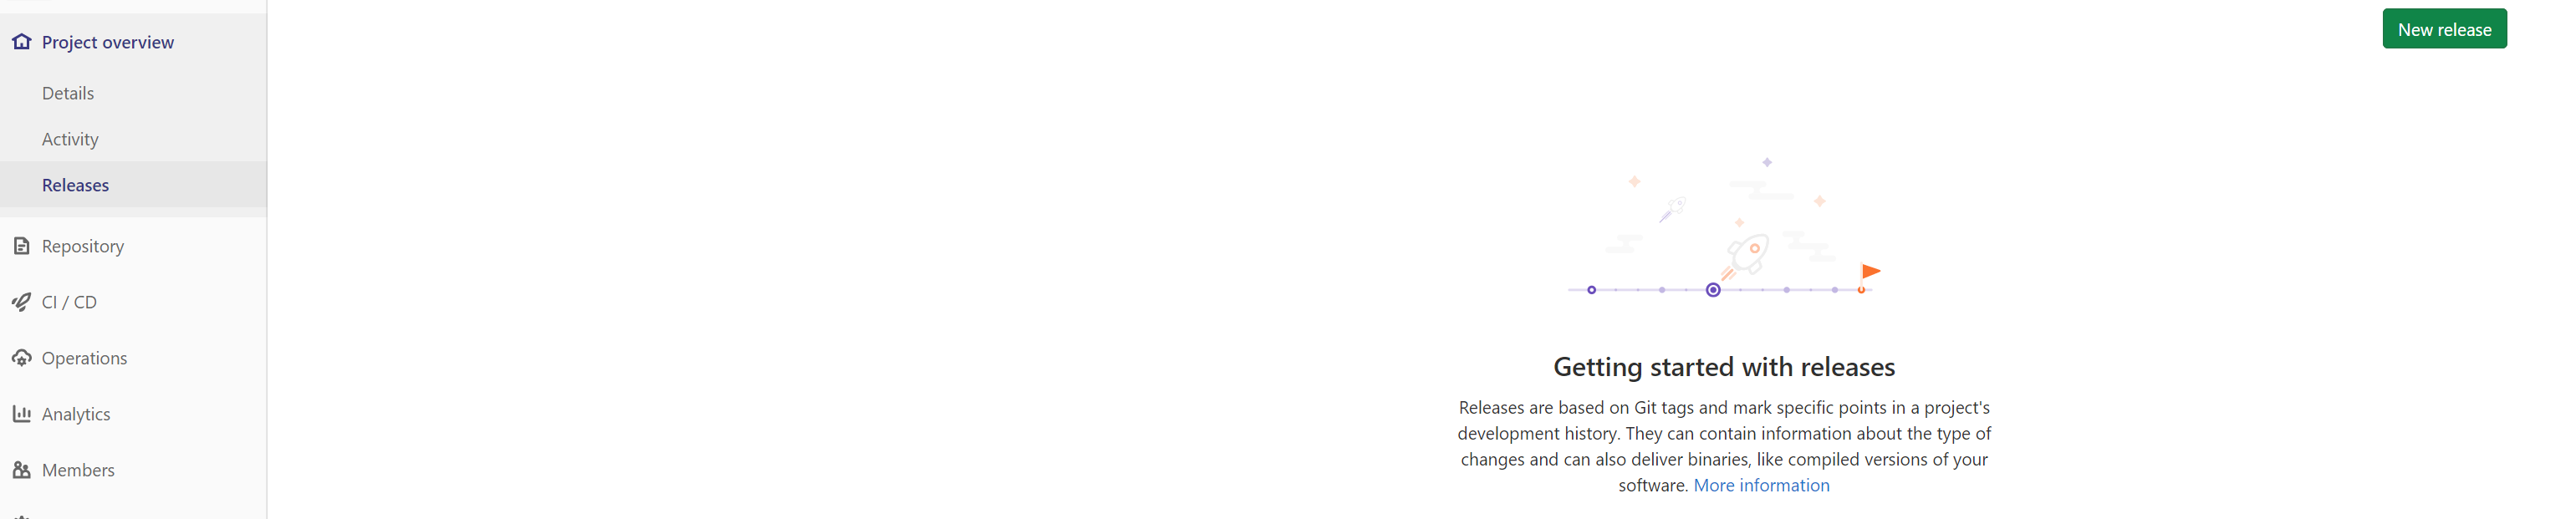 Project overview
Details
Activity
Releases
Repository
CI / CD
Operations
Analytics
Members
New release
Getting started with releases
Releases are based on Git tags and mark specific points in a project's
development history. They can contain information about the type of
changes and can also deliver binaries, like compiled versions of your
software. More information